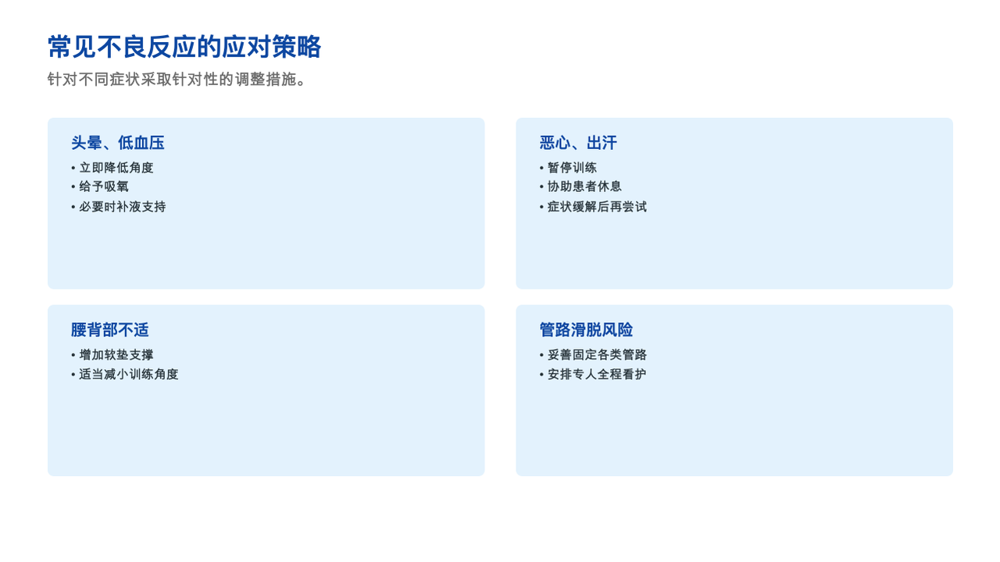 常见不良反应的应对策略
针对不同症状采取针对性的调整措施。
头晕、低血压
• 立即降低角度
• 给予吸氧
• 必要时补液支持
恶心、出汗
• 暂停训练
• 协助患者休息
• 症状缓解后再尝试
腰背部不适
• 增加软垫支撑
• 适当减小训练角度
管路滑脱风险
• 妥善固定各类管路
• 安排专人全程看护